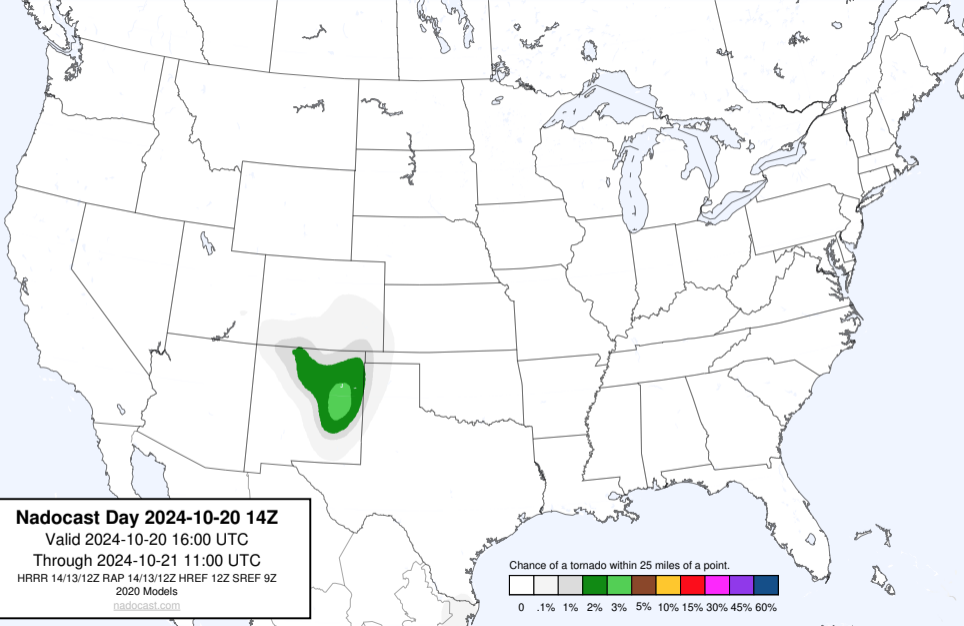 Nadocast Day 2024-10-20 14Z
Valid 2024-10-20 16:00 UTC
Through 2024-10-21 11:00 UTC
HRRR 14/13/12Z RAP 14/13/12Z HREF 12Z SREF 9Z
2020 Models
nadocast.com
Chance of a tornado within 25 miles of a point.
0 .1% 1% 2% 3% 5% 10% 15% 30% 45% 60%